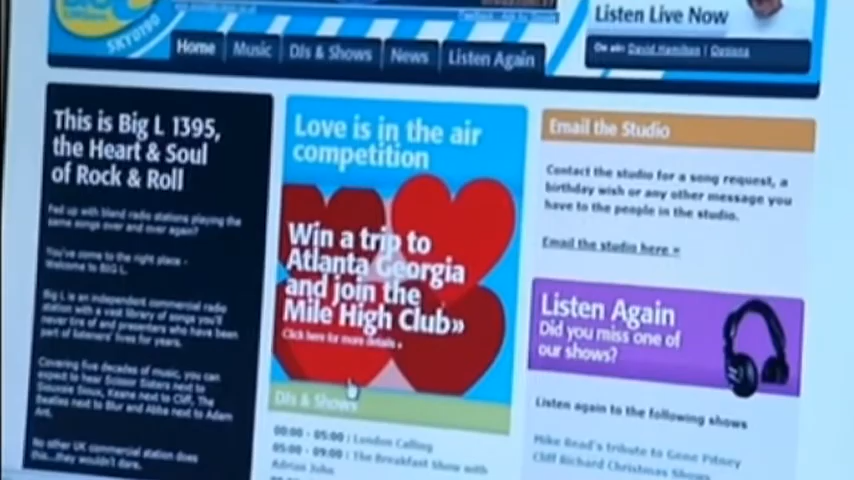 SKY0190
Listen Live Now
On air: David Hamilton | Options
Home
Music
DJs & Shows
News
Listen Again
This is Big L 1395,
the Heart & Soul
of Rock & Roll
Fed up with bland radio stations playing the
same songs over and over again?
You've come to the right place -
Welcome to BIG L.
Big L is an independent commercial radio
station with a vast library of songs you'll
never tire of and presenters who have been
part of listeners' lives for years.
Covering five decades of music, you can
expect to hear Scissor Sisters next to
Siouxsie Sioux, Keane next to Cliff, The
Beatles next to Blur and Abba next to Adam
Ant.
No other UK commercial station does
this...they wouldn't dare.
Love is in the air
competition
Win a trip to
Atlanta Georgia
and join the
Mile High Club»
Click here for more details »
DJs & Shows
00:00 - 05:00 : London Calling
05:00 - 09:00 : The Breakfast Show with
Adrian John
Email the Studio
Contact the studio for a song request, a
birthday wish or any other message you
have to the people in the studio.
Email the studio here »
Listen Again
Did you miss one of
our shows?
Listen again to the following shows
Mike Read's tribute to Gene Pitney
Cliff Richard Christmas Shows